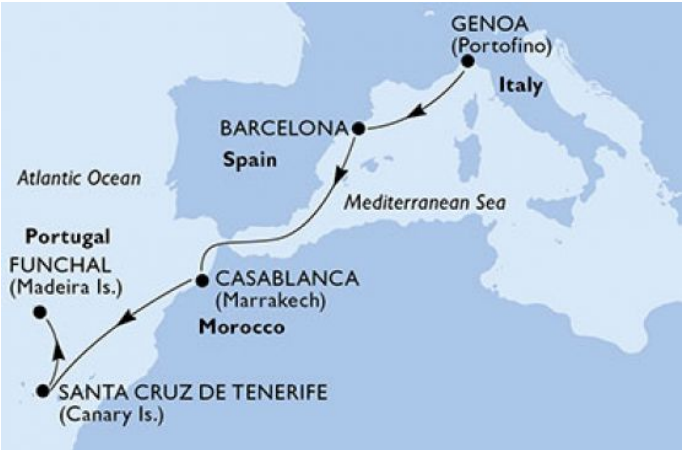 GENOA
(Portofino)
Italy
BARCELONA
Spain
Atlantic Ocean
Mediterranean Sea
Portugal
FUNCHAL
(Madeira Is.)
CASABLANCA
(Marrakech)
Morocco
SANTA CRUZ DE TENERIFE
(Canary Is.)